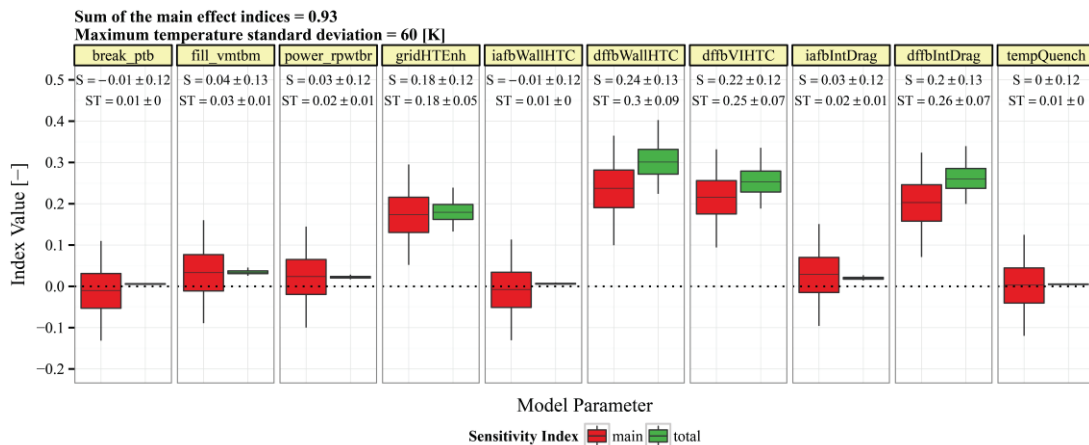 Sum of the main effect indices = 0.93
Maximum temperature standard deviation = 60 [K]
break_ptb fill_vmtbm power_rpwtbr gridHTEnh iafbWallHTC dffbWallHTC dffbVIHTC iafbIntDrag dffbIntDrag tempQuench
S = −0.01 ± 0.12 S = 0.04 ± 0.13 S = 0.03 ± 0.12 S = 0.18 ± 0.12 S = −0.01 ± 0.12 S = 0.24 ± 0.13 S = 0.22 ± 0.12 S = 0.03 ± 0.12 S = 0.2 ± 0.13 S = 0 ± 0.12
ST = 0.01 ± 0 ST = 0.03 ± 0.01 ST = 0.02 ± 0.01 ST = 0.18 ± 0.05 ST = 0.01 ± 0 ST = 0.3 ± 0.09 ST = 0.25 ± 0.07 ST = 0.02 ± 0.01 ST = 0.26 ± 0.07 ST = 0.01 ± 0
0.5
0.4
0.3
0.2
0.1
0.0
−0.1
−0.2
Index Value [−]
Model Parameter
Sensitivity Index main total